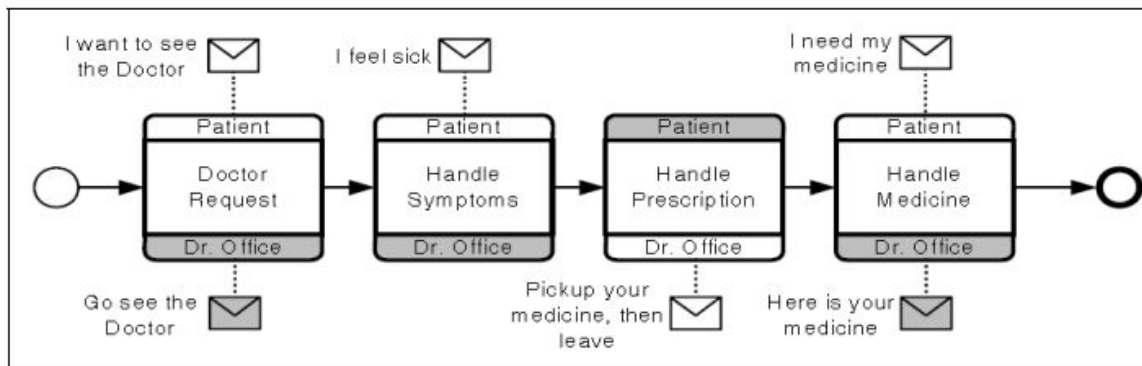 I want to see
the Doctor
I feel sick
I need my
medicine
Patient
Patient
Patient
Patient
Doctor
Request
Handle
Symptoms
Handle
Prescription
Handle
Medicine
Dr. Office
Dr. Office
Dr. Office
Dr. Office
Go see the
Doctor
Pickup your
medicine, then
leave
Here is your
medicine